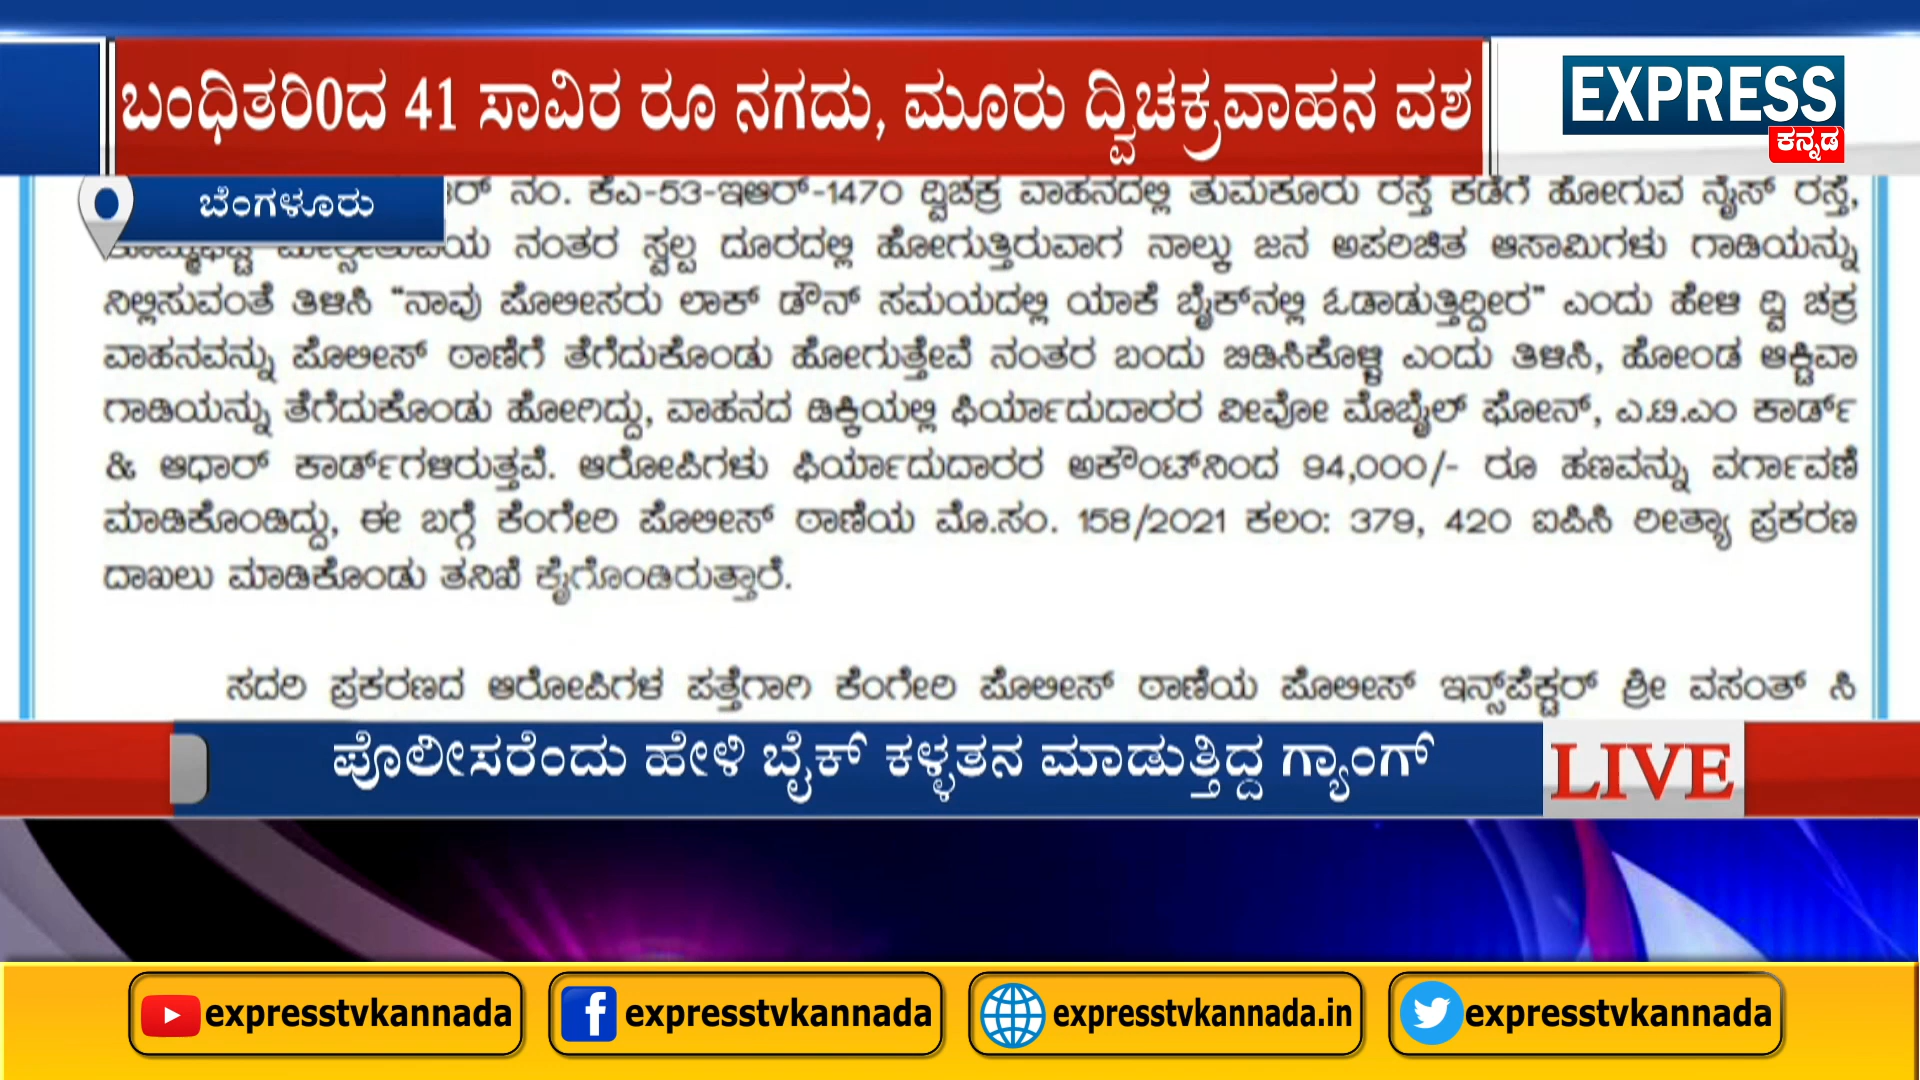 ಬಂಧಿತರಿ0ದ 41 ಸಾವಿರ ರೂ ನಗದು, ಮೂರು ದ್ವಿಚಕ್ರವಾಹನ ವಶ
EXPRESS
ಕನ್ನಡ
ಬೆಂಗಳೂರು
ನಂ. ಕೆಎ-53-ಇಆರ್-1470 ದ್ವಿಚಕ್ರ ವಾಹನದಲ್ಲಿ ತುಮಕೂರು ರಸ್ತೆ ಕಡೆಗೆ ಹೋಗುವ ನೈಸ್ ರಸ್ತೆ,
ನಂತರ ಸ್ವಲ್ಪ ದೂರದಲ್ಲಿ ಹೋಗುತ್ತಿರುವಾಗ ನಾಲ್ಕು ಜನ ಅಪರಿಚಿತ ಆಸಾಮಿಗಳು ಗಾಡಿಯನ್ನು
ನಿಲ್ಲಿಸುವಂತೆ ತಿಳಿಸಿ "ನಾವು ಪೊಲೀಸರು ಲಾಕ್ ಡೌನ್ ಸಮಯದಲ್ಲಿ ಯಾಕೆ ಬೈಕ್‌ನಲ್ಲಿ ಓಡಾಡುತ್ತಿದ್ದೀರ" ಎಂದು ಹೇಳಿ ದ್ವಿ ಚಕ್ರ
ವಾಹನವನ್ನು ಪೊಲೀಸ್ ಠಾಣೆಗೆ ತೆಗೆದುಕೊಂಡು ಹೋಗುತ್ತೇವೆ ನಂತರ ಬಂದು ಬಿಡಿಸಿಕೊಳ್ಳಿ ಎಂದು ತಿಳಿಸಿ, ಹೋಂಡ ಆಕ್ಟಿವಾ
ಗಾಡಿಯನ್ನು ತೆಗೆದುಕೊಂಡು ಹೋಗಿದ್ದು, ವಾಹನದ ಡಿಕ್ಕಿಯಲ್ಲಿ ಫಿರ್ಯಾದುದಾರರ ವೀವೋ ಮೊಬೈಲ್ ಫೋನ್, ಎ.ಟಿ.ಎಂ ಕಾರ್ಡ್
& ಆಧಾರ್ ಕಾರ್ಡ್‌ಗಳಿರುತ್ತವೆ. ಆರೋಪಿಗಳು ಫಿರ್ಯಾದುದಾರರ ಅಕೌಂಟ್‌ನಿಂದ 94,000/- ರೂ ಹಣವನ್ನು ವರ್ಗಾವಣೆ
ಮಾಡಿಕೊಂಡಿದ್ದು, ಈ ಬಗ್ಗೆ ಕೆಂಗೇರಿ ಪೊಲೀಸ್ ಠಾಣೆಯ ಮೊ.ಸಂ. 158/2021 ಕಲಂ: 379, 420 ಐಪಿಸಿ ರೀತ್ಯಾ ಪ್ರಕರಣ
ದಾಖಲು ಮಾಡಿಕೊಂಡು ತನಿಖೆ ಕೈಗೊಂಡಿರುತ್ತಾರೆ.
ಸದರಿ ಪ್ರಕರಣದ ಆರೋಪಿಗಳ ಪತ್ತೆಗಾಗಿ ಕೆಂಗೇರಿ ಪೊಲೀಸ್ ಠಾಣೆಯ ಪೊಲೀಸ್ ಇನ್ಸ್‌ಪೆಕ್ಟರ್ ಶ್ರೀ ವಸಂತ್ ಸಿ
ಪೊಲೀಸರೆಂದು ಹೇಳಿ ಬೈಕ್ ಕಳ್ಳತನ ಮಾಡುತ್ತಿದ್ದ ಗ್ಯಾಂಗ್
LIVE
expresstvkannada
expresstvkannada
expresstvkannada.in
expresstvkannada